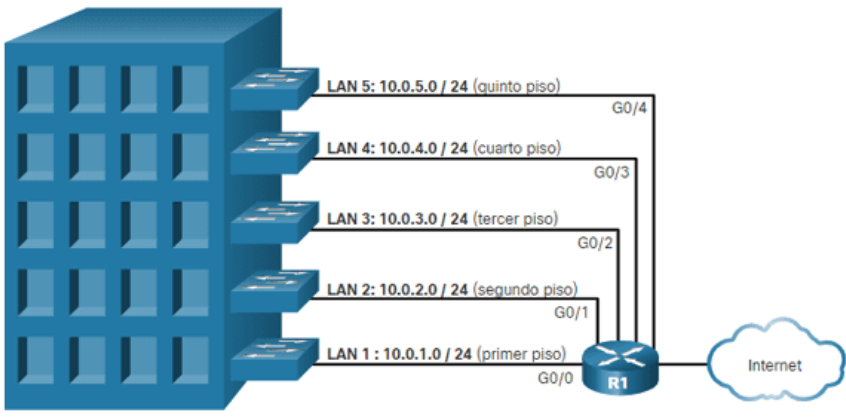 LAN 5: 10.0.5.0 / 24 (quinto piso)
G0/4
LAN 4: 10.0.4.0 / 24 (cuarto piso)
G0/3
LAN 3: 10.0.3.0 / 24 (tercer piso)
G0/2
LAN 2: 10.0.2.0 / 24 (segundo piso)
G0/1
LAN 1 : 10.0.1.0 / 24 (primer piso)
G0/0
R1
Internet